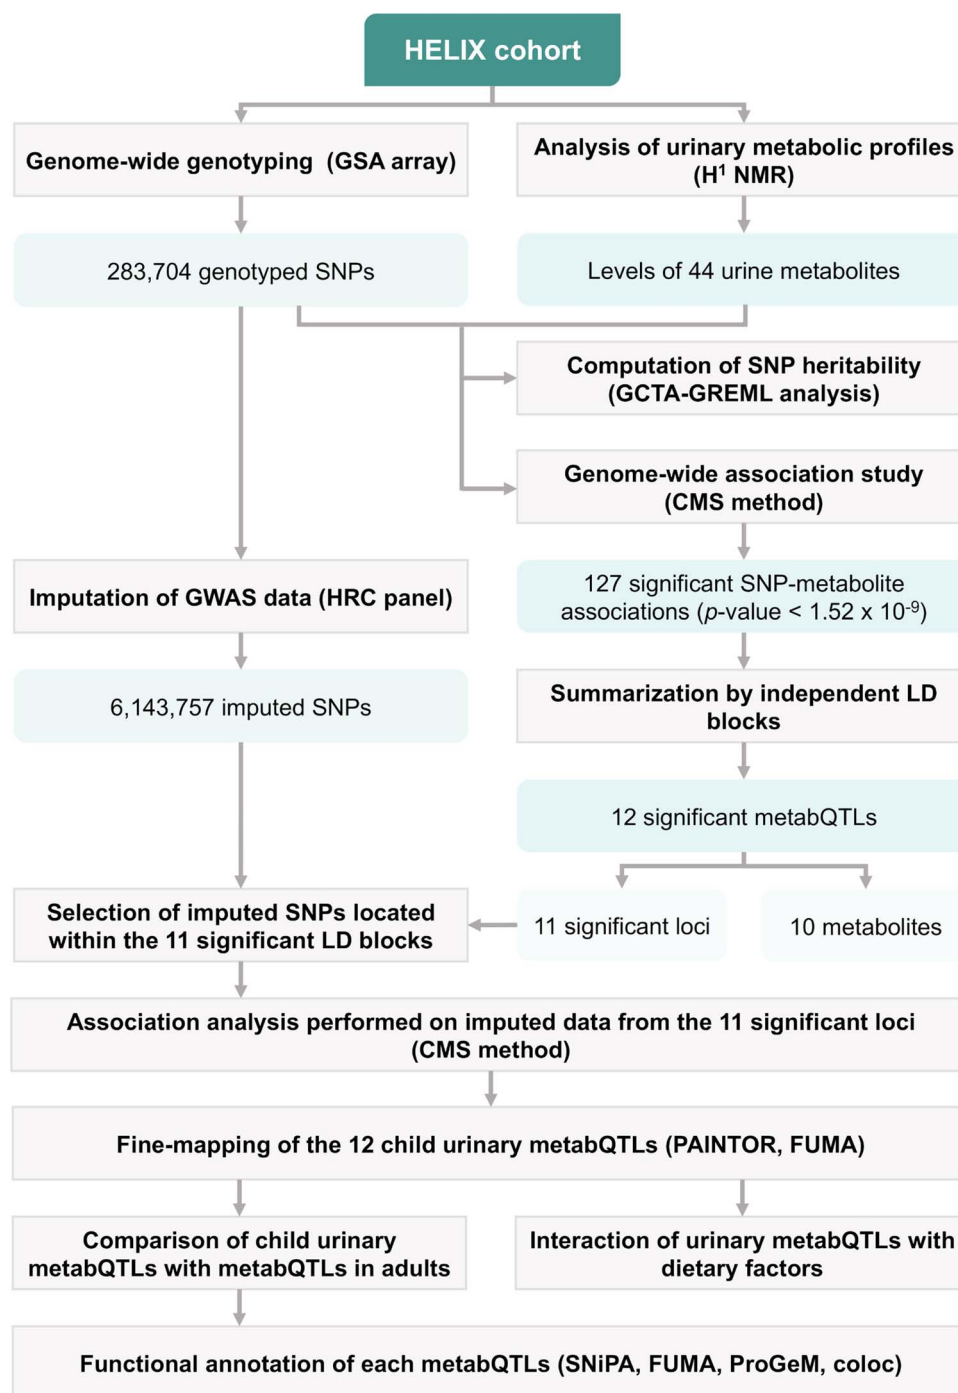 HELIX cohort
Genome-wide genotyping (GSA array)
Analysis of urinary metabolic profiles
(H¹ NMR)
283,704 genotyped SNPs
Levels of 44 urine metabolites
Computation of SNP heritability
(GCTA-GREML analysis)
Genome-wide association study
(CMS method)
Imputation of GWAS data (HRC panel)
127 significant SNP-metabolite
associations (p-value < 1.52 x 10⁻⁹)
6,143,757 imputed SNPs
Summarization by independent LD
blocks
12 significant metabQTLs
Selection of imputed SNPs located
within the 11 significant LD blocks
11 significant loci
10 metabolites
Association analysis performed on imputed data from the 11 significant loci
(CMS method)
Fine-mapping of the 12 child urinary metabQTLs (PAINTOR, FUMA)
Comparison of child urinary
metabQTLs with metabQTLs in adults
Interaction of urinary metabQTLs with
dietary factors
Functional annotation of each metabQTLs (SNiPA, FUMA, ProGeM, coloc)